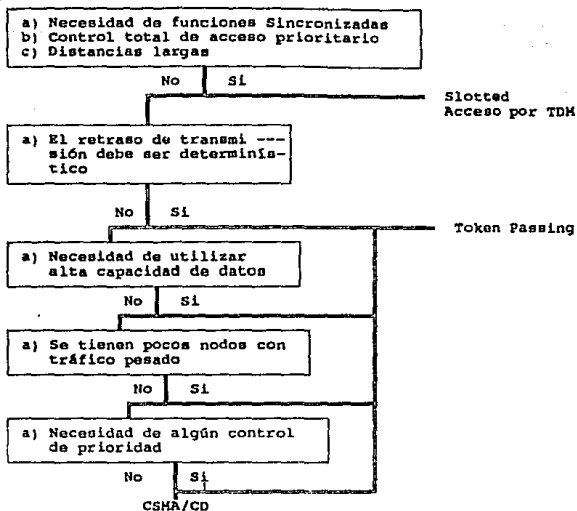 a) Necesidad de funciones Sincronizadas
b) Control total de acceso prioritario
c) Distancias largas
No Si
Slotted
Acceso por TDM
a) El retraso de transmi ---
sión debe ser determinís-
tico
No Si
Token Passing
a) Necesidad de utilizar
alta capacidad de datos
No Si
a) Se tienen pocos nodos con
tráfico pesado
No Si
a) Necesidad de algún control
de prioridad
No Si
CSMA/CD